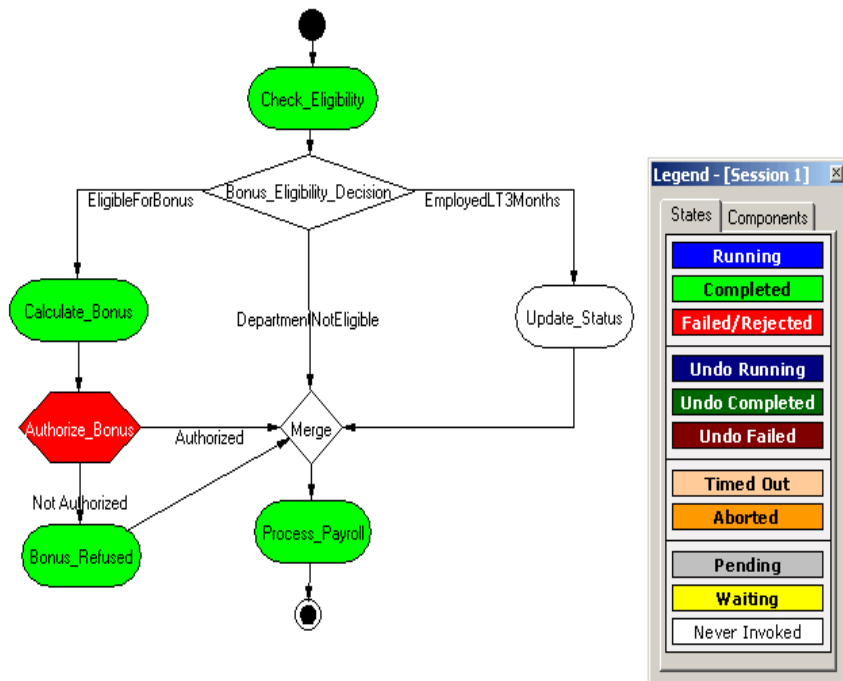 Check_Eligibility
Bonus_Eligibility_Decision
EligibleForBonus
EmployedLT3Months
Calculate_Bonus
DepartmentNotEligible
Update_Status
Authorize_Bonus
Authorized
Merge
Not Authorized
Bonus_Refused
Process_Payroll
Legend - [Session 1]
States
Components
Running
Completed
Failed/Rejected
Undo Running
Undo Completed
Undo Failed
Timed Out
Aborted
Pending
Waiting
Never Invoked